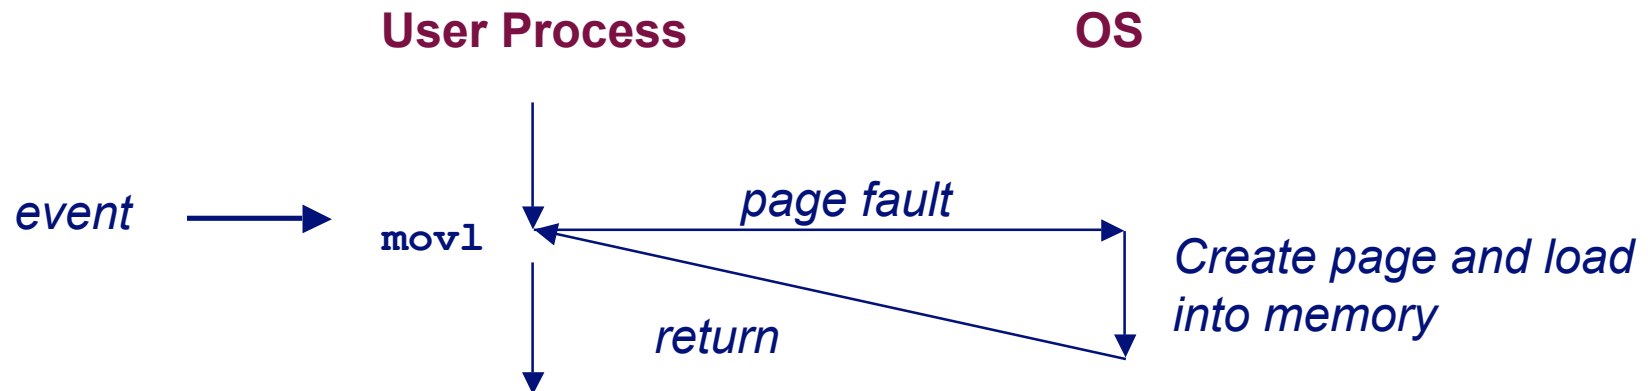 User Process
OS
event
movl
page fault
Create page and load
into memory
return